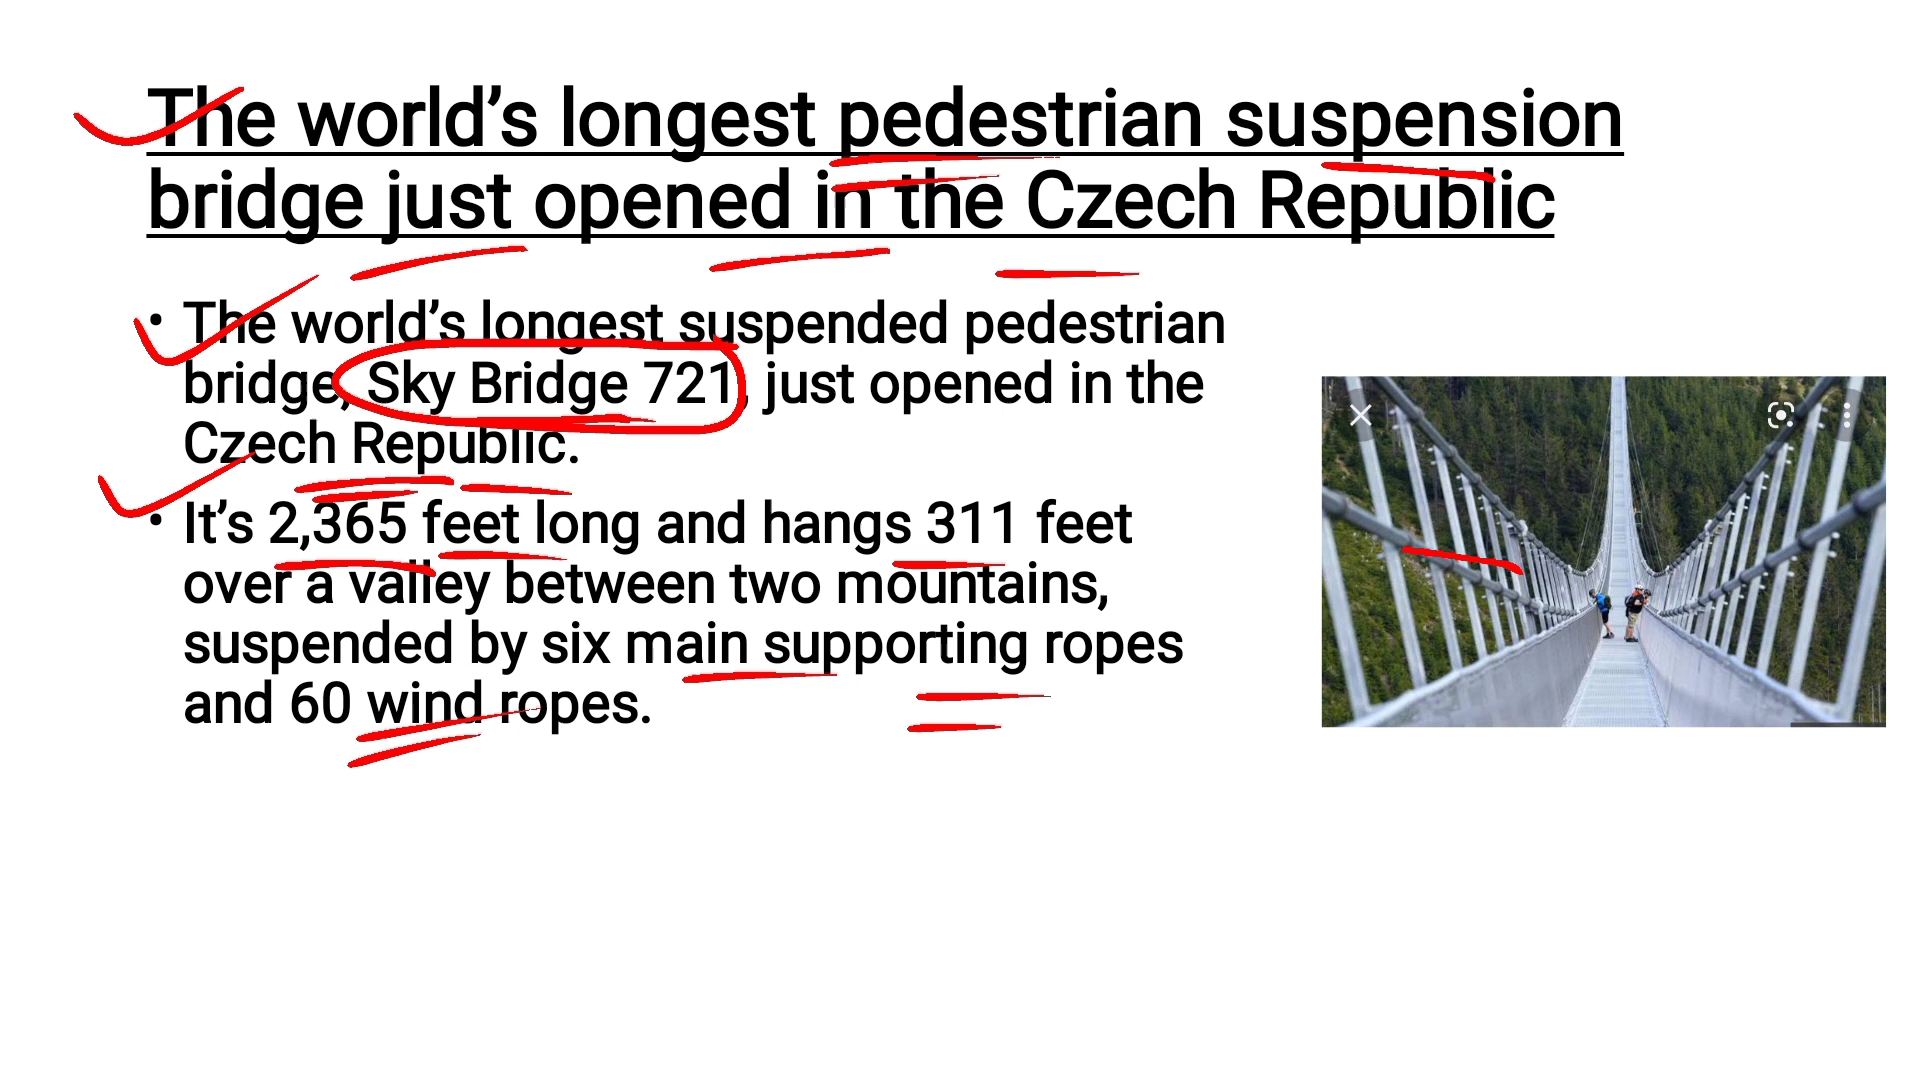 The world’s longest pedestrian suspension
bridge just opened in the Czech Republic
• The world’s longest suspended pedestrian
bridge, Sky Bridge 721, just opened in the
Czech Republic.
• It’s 2,365 feet long and hangs 311 feet
over a valley between two mountains,
suspended by six main supporting ropes
and 60 wind ropes.